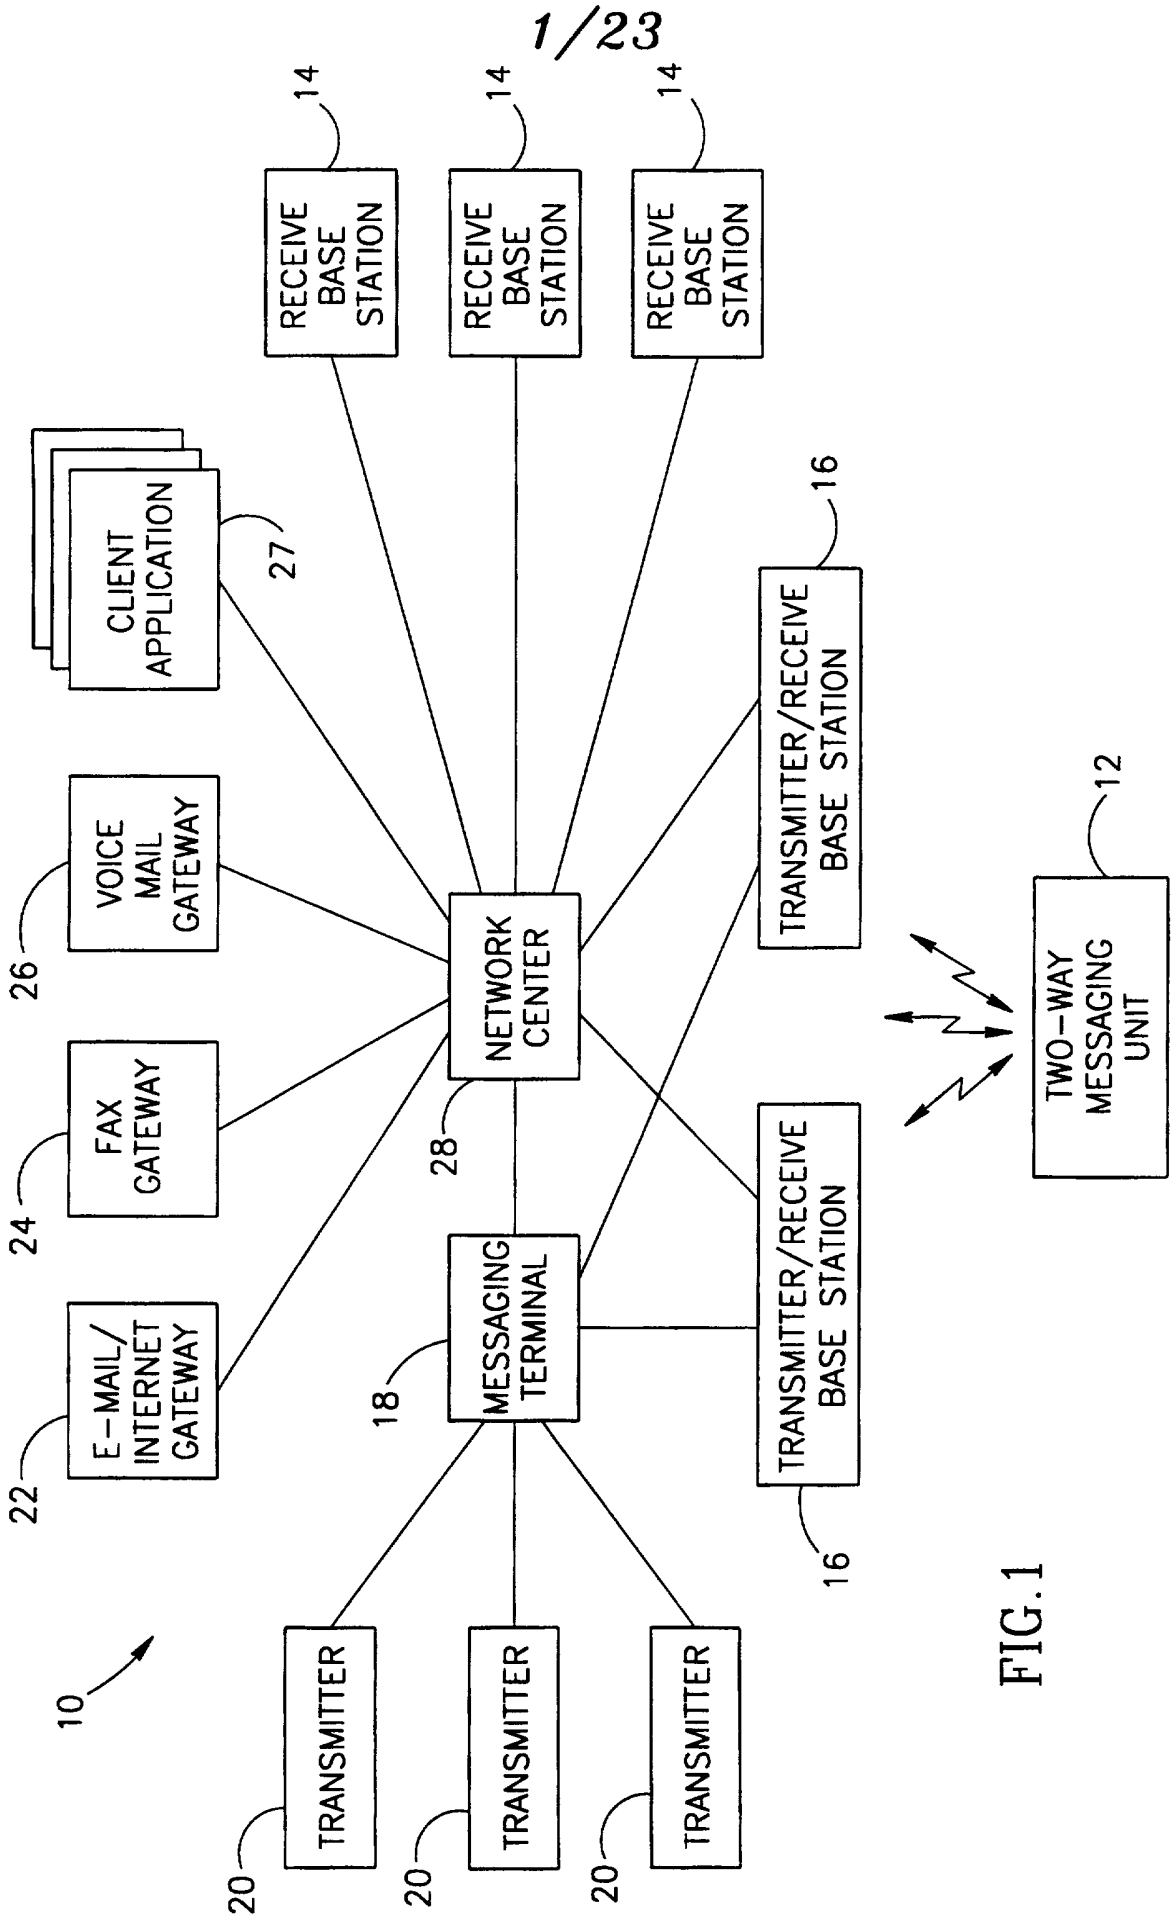 1/23
10
22
E-MAIL/
INTERNET
GATEWAY
24
FAX
GATEWAY
26
VOICE
MAIL
GATEWAY
CLIENT
APPLICATION
27
20
TRANSMITTER
20
TRANSMITTER
20
TRANSMITTER
18
MESSAGING
TERMINAL
28
NETWORK
CENTER
RECEIVE
BASE
STATION
14
RECEIVE
BASE
STATION
14
RECEIVE
BASE
STATION
14
16
TRANSMITTER/RECEIVE
BASE STATION
TRANSMITTER/RECEIVE
BASE STATION
16
TWO-WAY
MESSAGING
UNIT
12
FIG.1